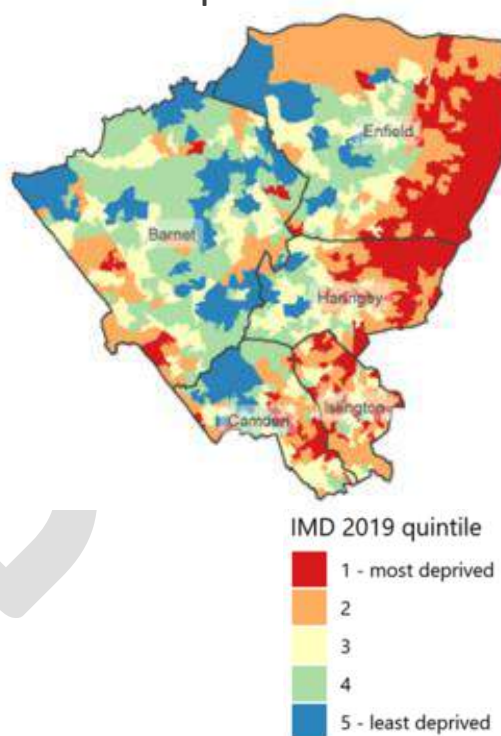 Enfield
Barnet
Haringey
Camden
Islington
IMD 2019 quintile
1 - most deprived
2
3
4
5 - least deprived